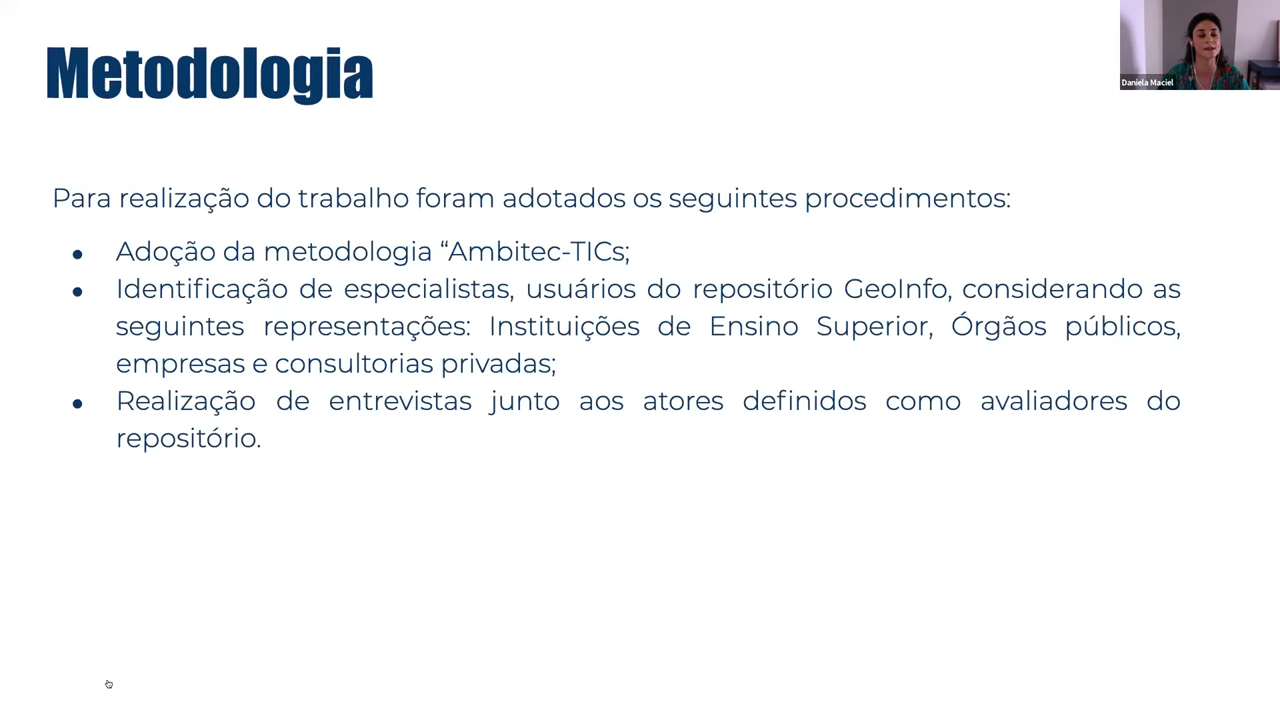 Metodologia
Daniela Maciel
Para realização do trabalho foram adotados os seguintes procedimentos:
● Adoção da metodologia “Ambitec-TICs;
● Identificação de especialistas, usuários do repositório GeoInfo, considerando as
seguintes representações: Instituições de Ensino Superior, Órgãos públicos,
empresas e consultorias privadas;
● Realização de entrevistas junto aos atores definidos como avaliadores do
repositório.